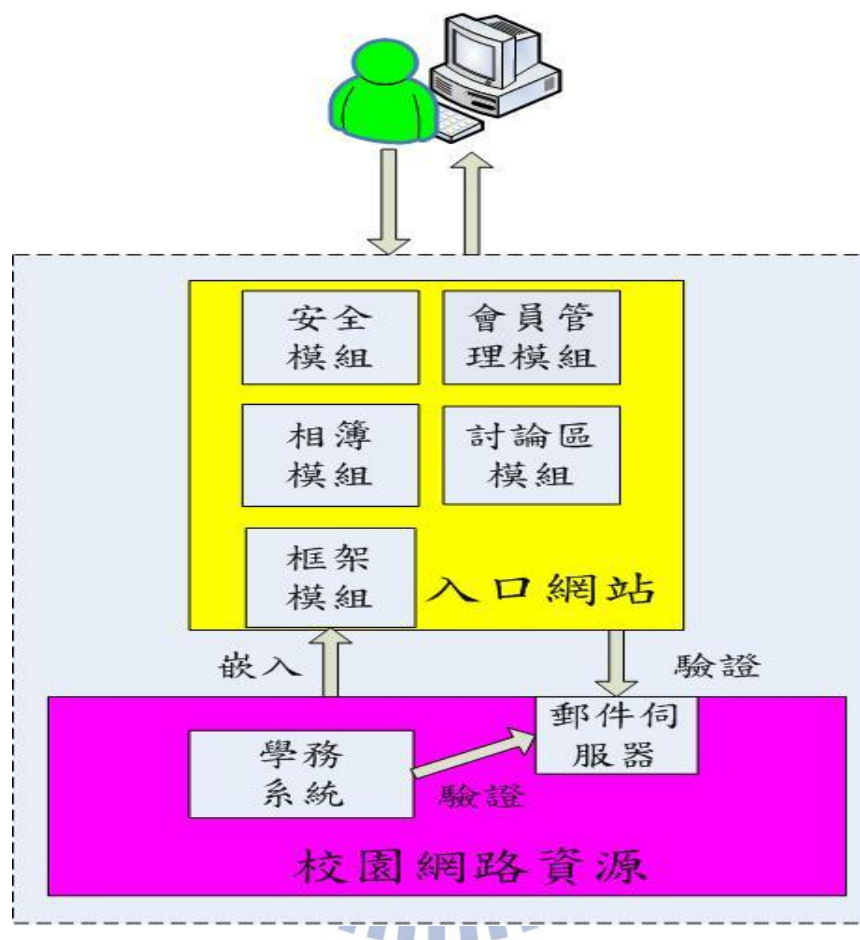 安全
模組
會員管
理模組
相簿
模組
討論區
模組
框架
模組
入口網站
嵌入
驗證
郵件伺
服器
學務
系統
驗證
校園網路資源